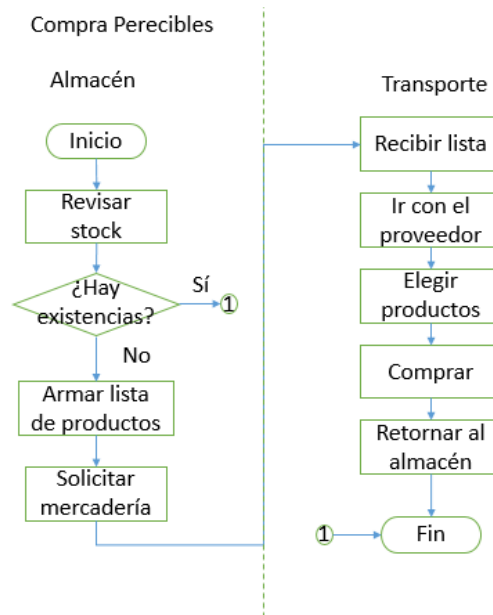 Compra Perecibles
Almacén
Inicio
Revisar
stock
¿Hay
existencias?
Sí
1
No
Armar lista
de productos
Solicitar
mercadería
Transporte
Recibir lista
Ir con el
proveedor
Elegir
productos
Comprar
Retornar al
almacén
1
Fin